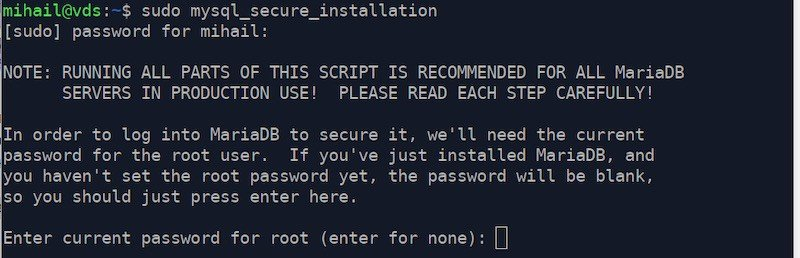 mihail@vds:~$ sudo mysql_secure_installation
[sudo] password for mihail:
NOTE: RUNNING ALL PARTS OF THIS SCRIPT IS RECOMMENDED FOR ALL MariaDB
SERVERS IN PRODUCTION USE!  PLEASE READ EACH STEP CAREFULLY!
In order to log into MariaDB to secure it, we'll need the current
password for the root user.  If you've just installed MariaDB, and
you haven't set the root password yet, the password will be blank,
so you should just press enter here.
Enter current password for root (enter for none):